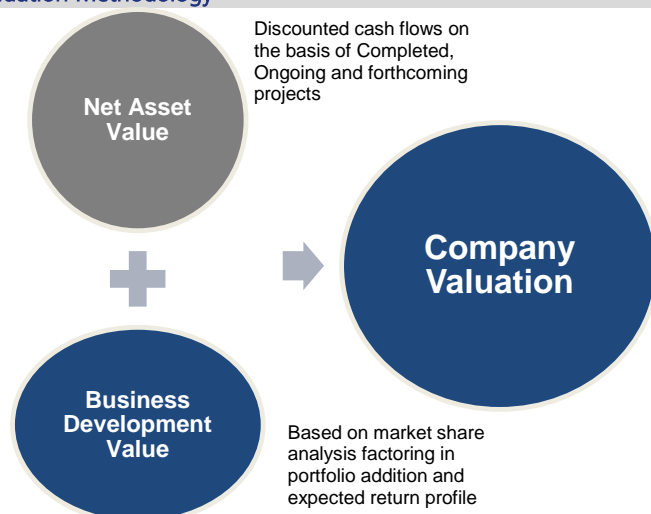 Methodology
Discounted cash flows on
the basis of Completed,
Ongoing and forthcoming
projects
Net Asset
Value
Company
Valuation
Business
Development
Value
Based on market share
analysis factoring in
portfolio addition and
expected return profile